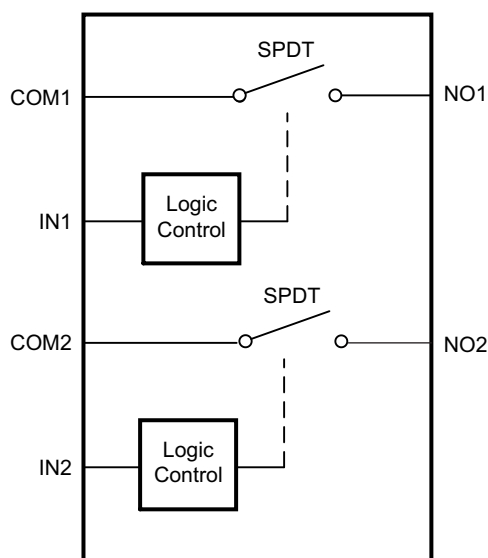 SPDT
COM1
NO1
IN1
Logic
Control
SPDT
COM2
NO2
IN2
Logic
Control